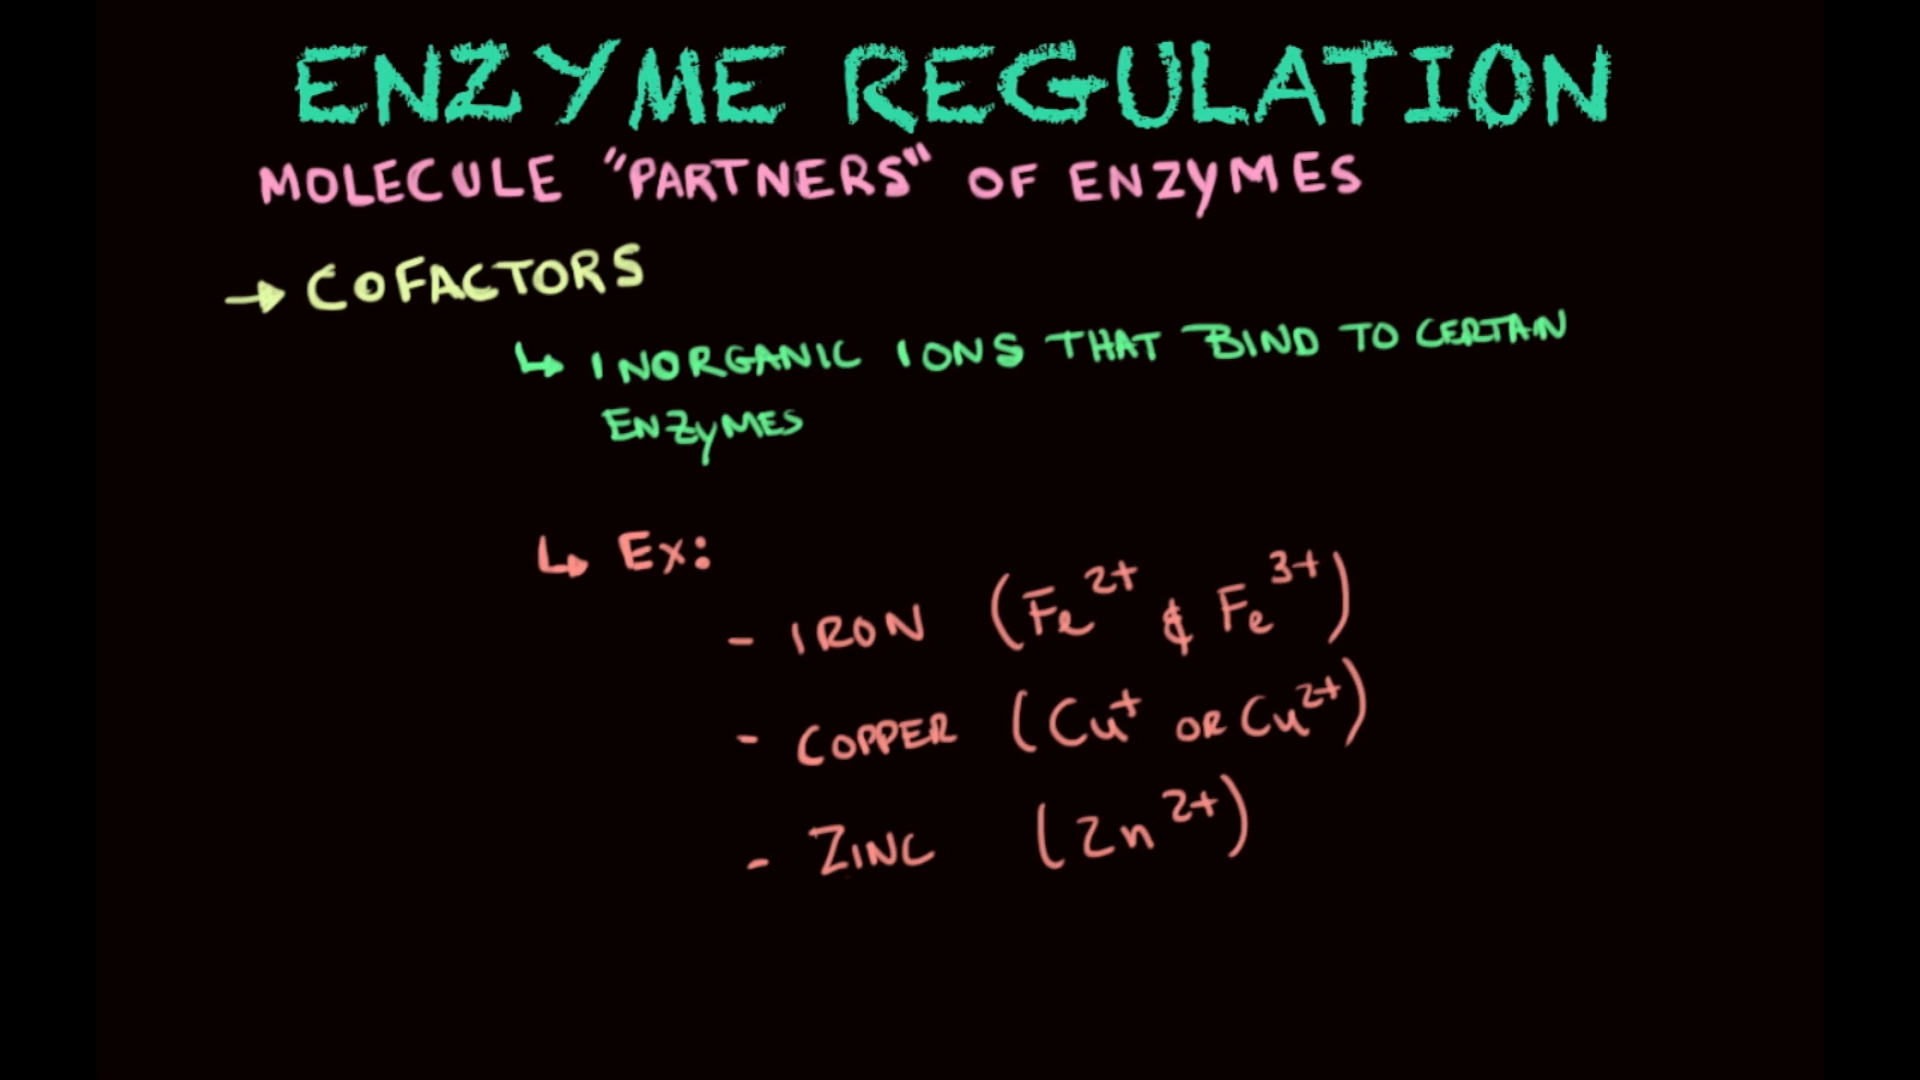 ENZYME REGULATION
MOLECULE "PARTNERS" OF ENZYMES
→ COFACTORS
↳ INORGANIC IONS THAT BIND TO CERTAIN
ENZYMES
↳ Ex:
- IRON (Fe²⁺ & Fe³⁺)
- COPPER (Cu⁺ OR Cu²⁺)
- ZINC (Zn²⁺)